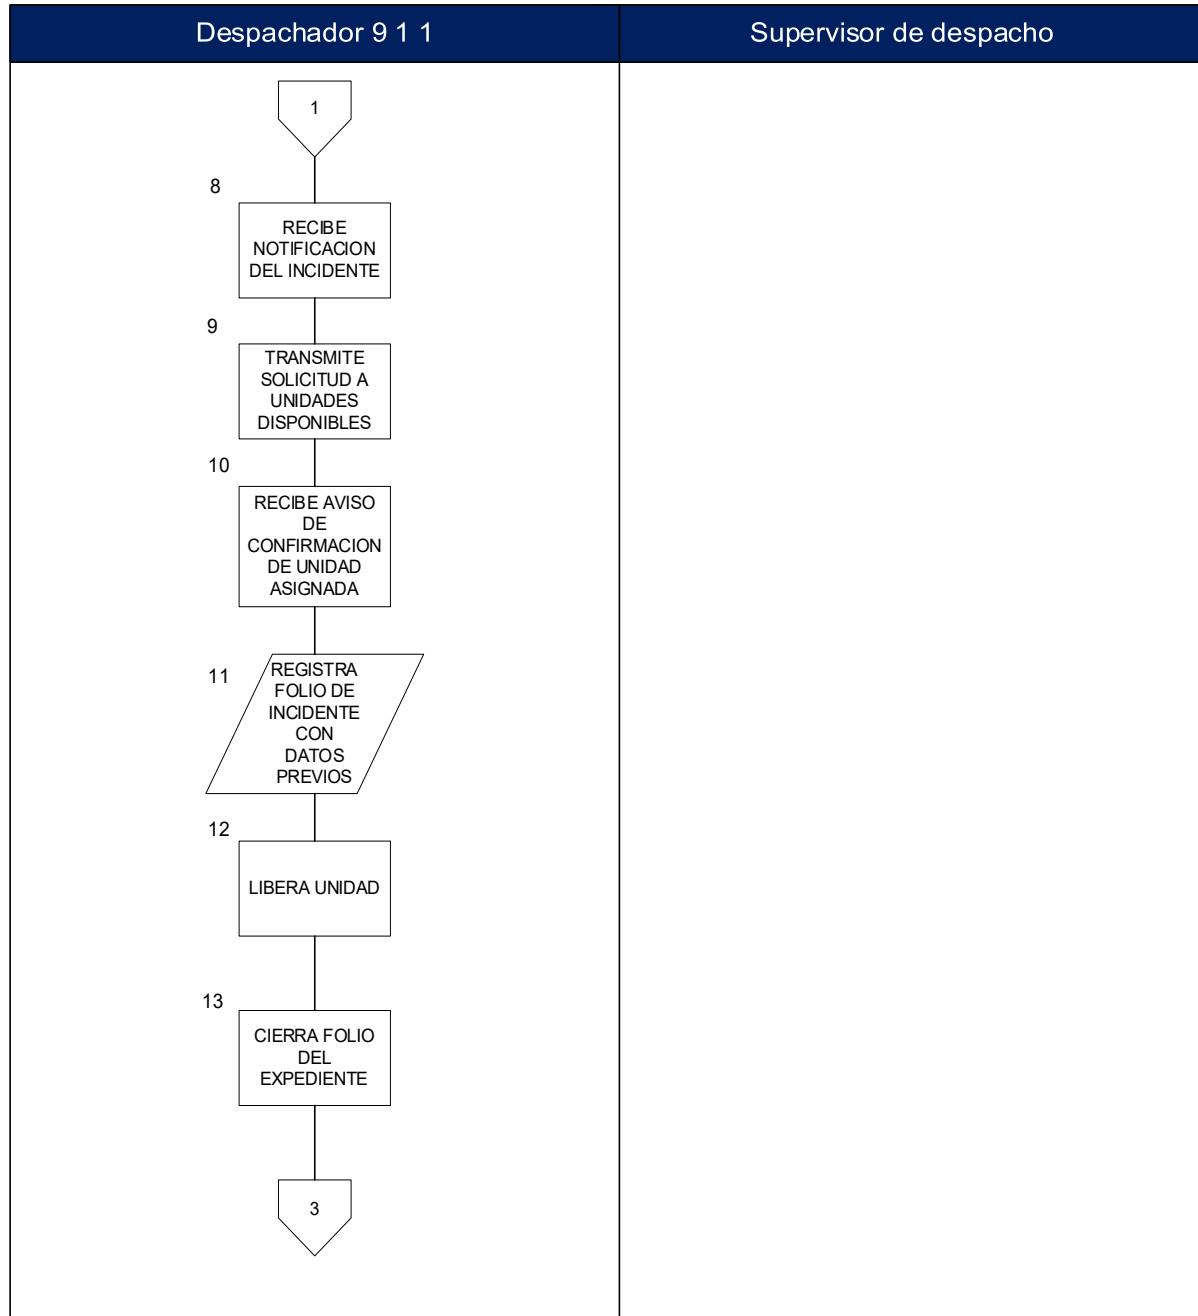 Despachador 9 1 1
Supervisor de despacho
1
8
RECIBE
NOTIFICACION
DEL INCIDENTE
9
TRANSMITE
SOLICITUD A
UNIDADES
DISPONIBLES
10
RECIBE AVISO
DE
CONFIRMACION
DE UNIDAD
ASIGNADA
11
REGISTRA
FOLIO DE
INCIDENTE
CON
DATOS
PREVIOS
12
LIBERA UNIDAD
13
CIERRA FOLIO
DEL
EXPEDIENTE
3